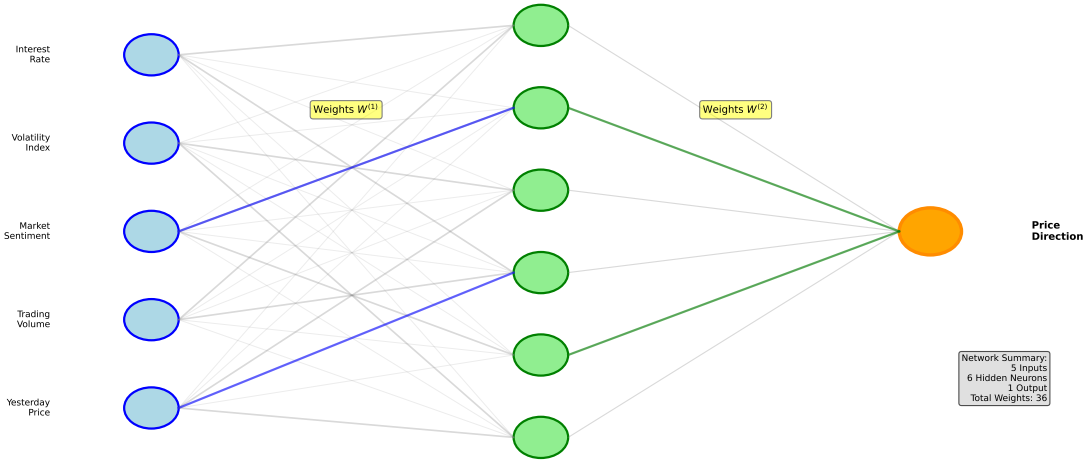 Interest
Rate
Volatility
Index
Market
Sentiment
Trading
Volume
Yesterday
Price
Weights W⁽¹⁾
Weights W⁽²⁾
Price
Direction
Network Summary:
5 Inputs
6 Hidden Neurons
1 Output
Total Weights: 36